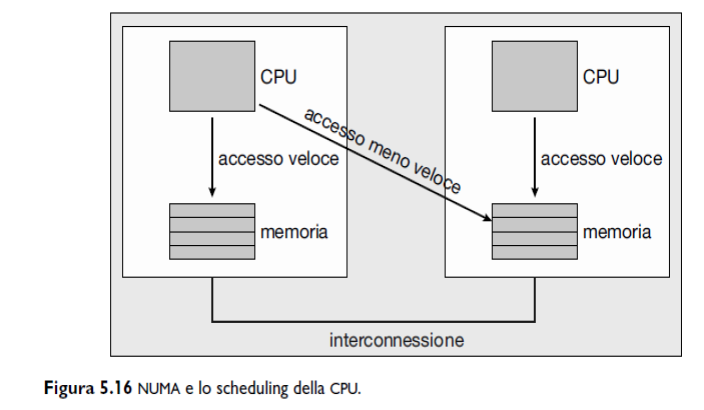 CPU
CPU
accesso meno veloce
accesso veloce
accesso veloce
memoria
memoria
interconnessione
Figura 5.16 NUMA e lo scheduling della CPU.